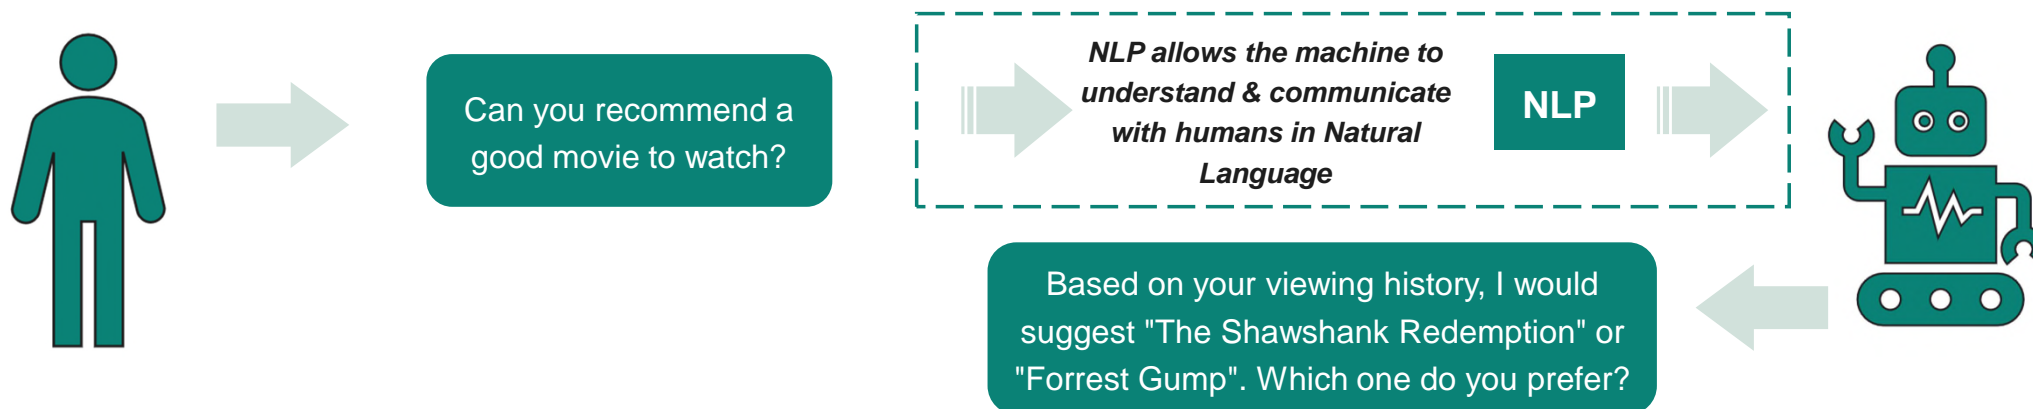 Can you recommend a
good movie to watch?
NLP allows the machine to
understand & communicate
with humans in Natural
Language
NLP
Based on your viewing history, I would
suggest "The Shawshank Redemption" or
"Forrest Gump". Which one do you prefer?